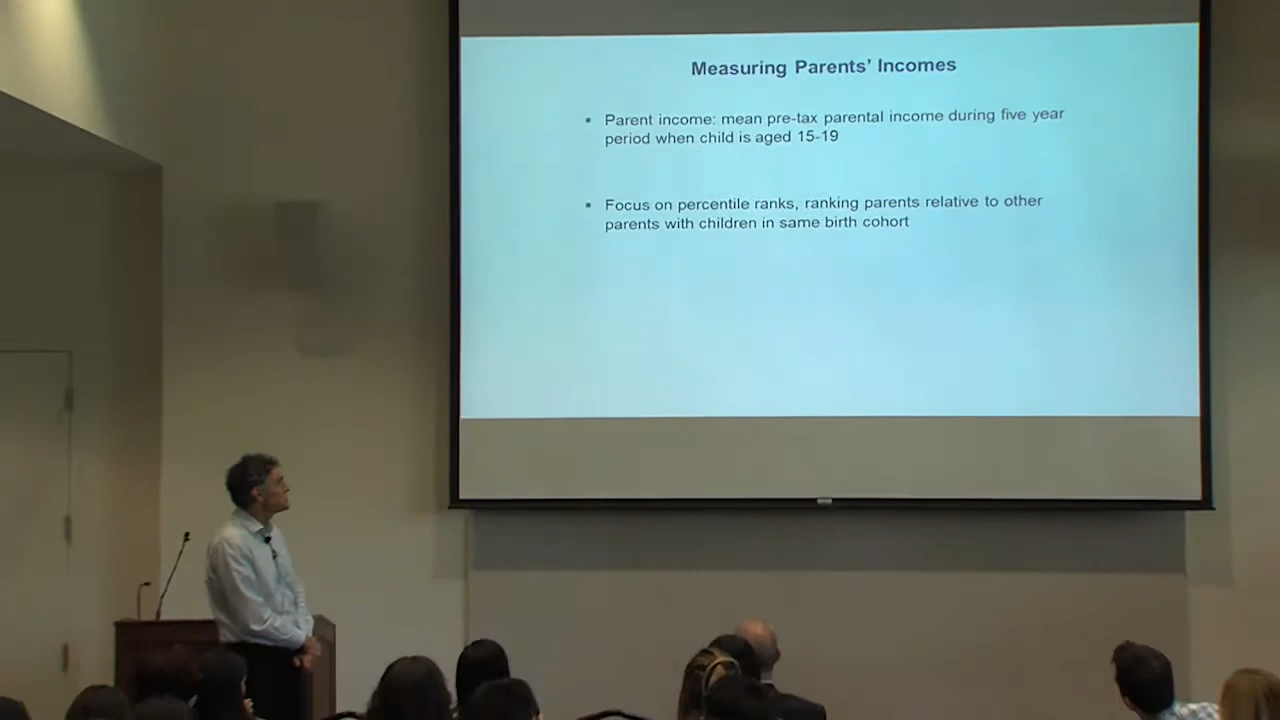 Measuring Parents' Incomes
▪ Parent income: mean pre-tax parental income during five year
period when child is aged 15-19
▪ Focus on percentile ranks, ranking parents relative to other
parents with children in same birth cohort